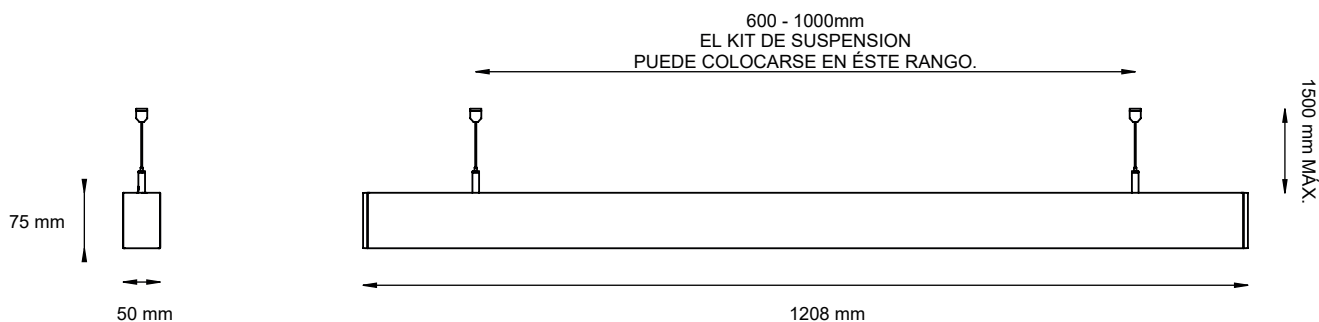 600 - 1000mm
EL KIT DE SUSPENSION
PUEDE COLOCARSE EN ÉSTE RANGO.
1500 mm MÁX.
75 mm
50 mm
1208 mm